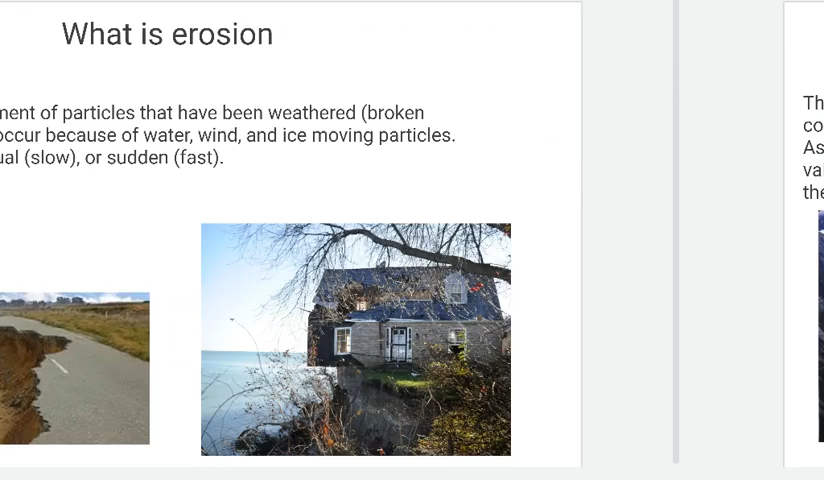 What is erosion
ment of particles that have been weathered (broken
occur because of water, wind, and ice moving particles.
ual (slow), or sudden (fast).
Th
co
As
val
the